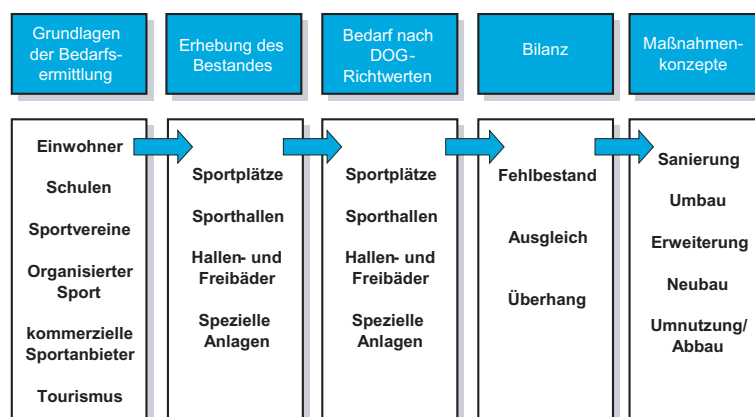 Grundlagen
der Bedarfs-
ermittlung
Erhebung des
Bestandes
Bedarf nach
DOG-
Richtwerten
Bilanz
Maßnahmen-
konzepte
Einwohner
Schulen
Sportvereine
Organisierter
Sport
kommerzielle
Sportanbieter
Tourismus
Sportplätze
Sporthallen
Hallen- und
Freibäder
Spezielle
Anlagen
Sportplätze
Sporthallen
Hallen- und
Freibäder
Spezielle
Anlagen
Fehlbestand
Ausgleich
Überhang
Sanierung
Umbau
Erweiterung
Neubau
Umnutzung/
Abbau